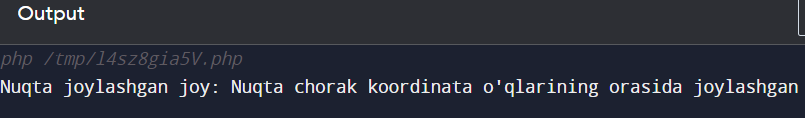 Output
php /tmp/l4sz8gia5V.php
Nuqta joylashgan joy: Nuqta chorak koordinata o'qlarining orasida joylashgan